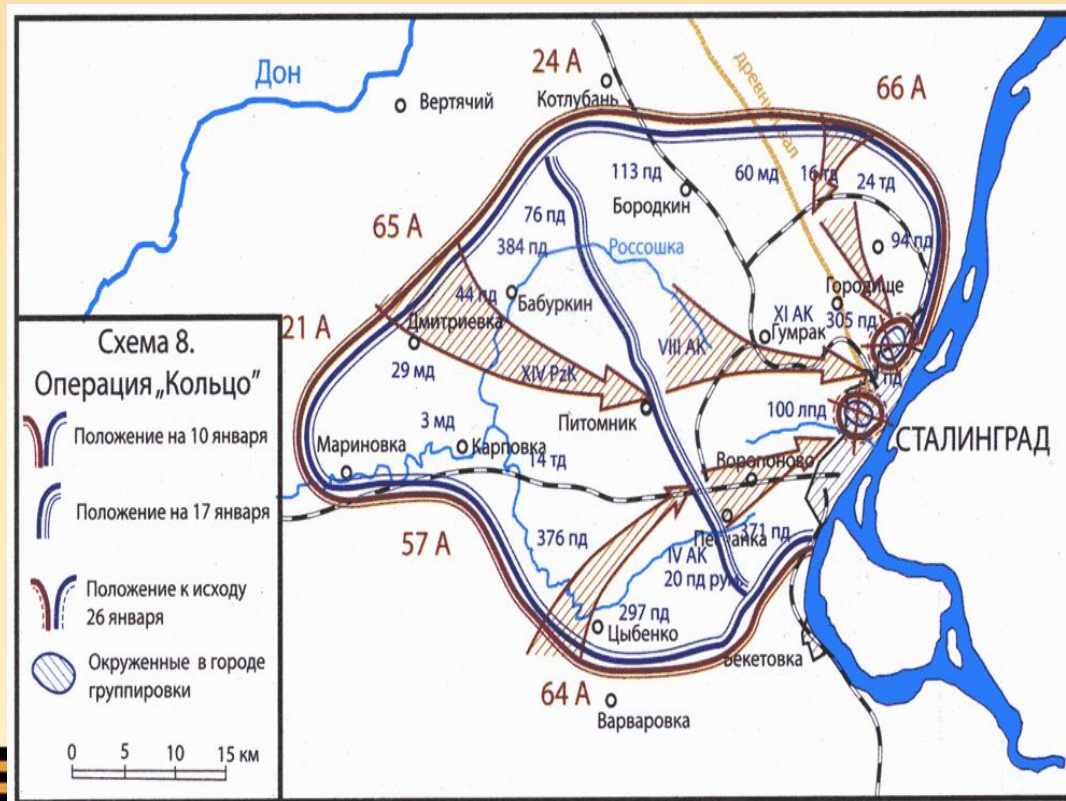 Дон
Вертячий
24 А
Котлубань
древний вал
66 А
113 пд
60 мд
16 тд
24 тд
Бородкин
76 пд
65 А
384 пд
Россошка
94 пд
44 пд
Бабуркин
Городище
XI АК
305 пд
21 А
Дмитриевка
Гумрак
VIII АК
29 мд
XIV PzK
пд
100 лпд
3 мд
Питомник
СТАЛИНГРАД
Мариновка
Карповка
14 тд
Воропоново
57 А
376 пд
Песчанка
371 пд
IV АК
20 пд рум.
297 пд
Цыбенко
Бекетовка
64 А
Варваровка
Схема 8.
Операция „Кольцо”
Положение на 10 января
Положение на 17 января
Положение к исходу
26 января
Окруженные в городе
группировки
0 5 10 15 км